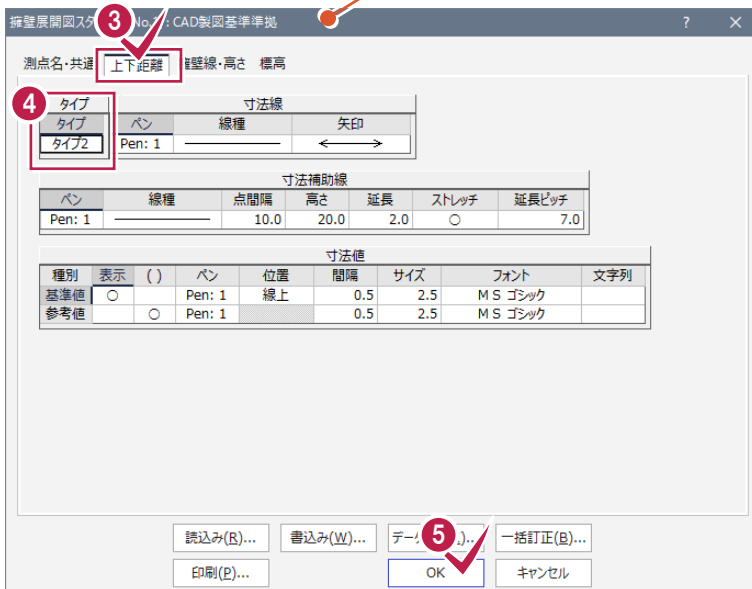 擁壁展開図ス No. : CAD製図基準準拠 ? ×
3
測点名・共通 上下距離 擁壁線・高さ 標高
4
タイプ 寸法線
タイプ ペン 線種 矢印
タイプ2 Pen: 1
寸法補助線
ペン 線種 点間隔 高さ 延長 ストレッチ 延長ピッチ
Pen: 1 10.0 20.0 2.0 ○ 7.0
寸法値
種別 表示 ( ) ペン 位置 間隔 サイズ フォント 文字列
基準値 ○ Pen: 1 線上 0.5 2.5 ＭＳ ゴシック
参考値 ○ Pen: 1 0.5 2.5 ＭＳ ゴシック
読込み(R)... 書込み(W)... デー )... 一括訂正(B)...
5
印刷(P)... OK キャンセル